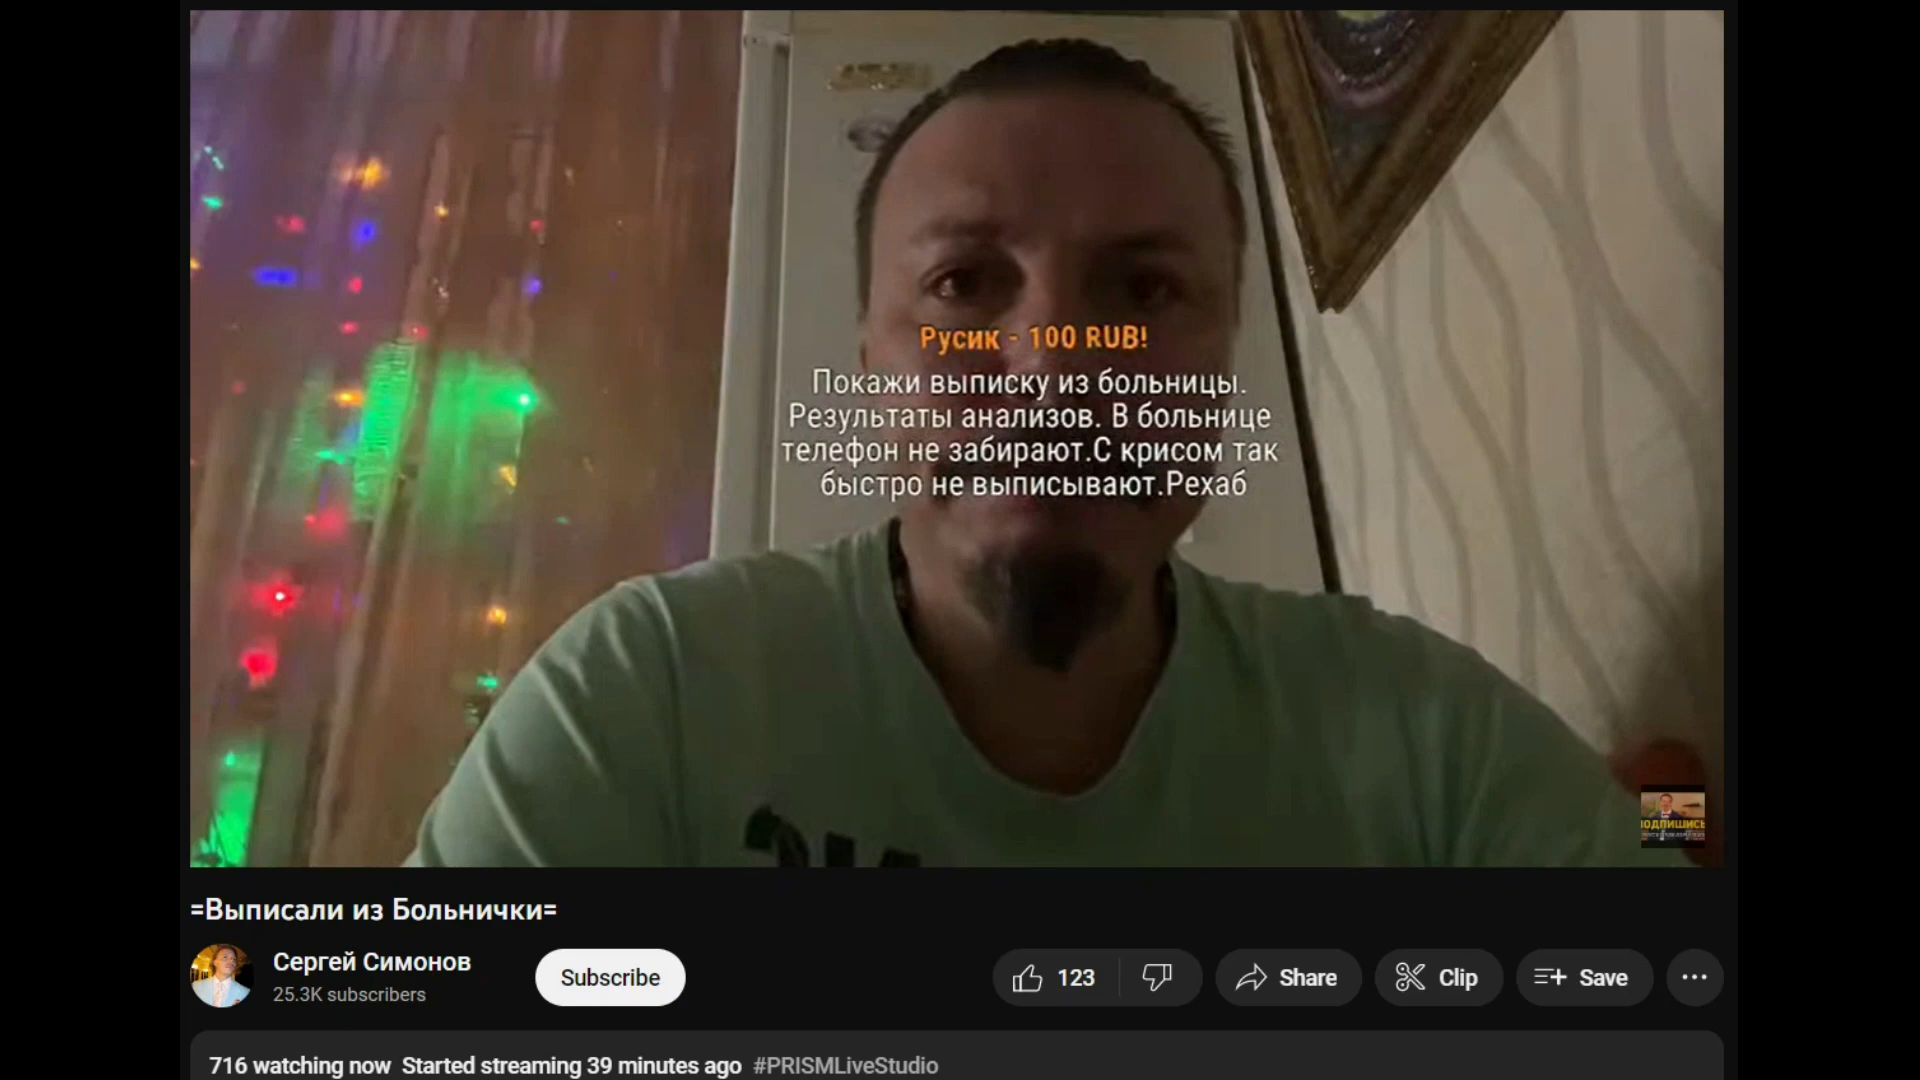 Русик - 100 RUB!
Покажи выписку из больницы.
Результаты анализов. В больнице
телефон не забирают.С крисом так
быстро не выписывают.Рехаб
ПОДПИШИСЬ
=Выписали из Больнички=
Сергей Симонов
25.3K subscribers
Subscribe
123
Share
Clip
Save
716 watching now Started streaming 39 minutes ago #PRISMLiveStudio